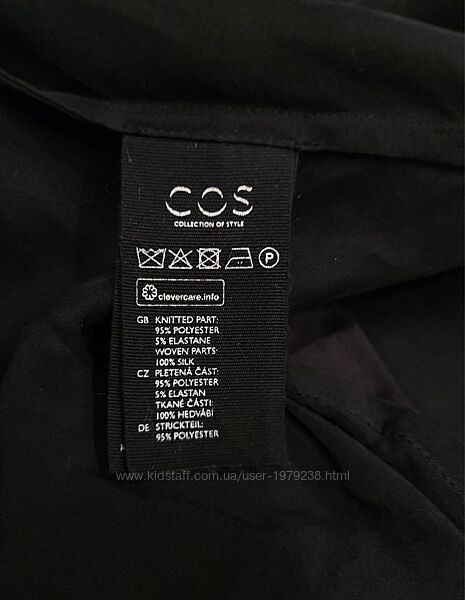 COS
COLLECTION OF STYLE
P
clevercare.info
GB KNITTED PART:
95% POLYESTER
5% ELASTANE
WOVEN PARTS:
100% SILK
CZ PLETENÁ ČÁST:
95% POLYESTER
5% ELASTAN
TKANÉ ČÁSTI:
100% HEDVÁBÍ
DE STRICKTEIL:
95% POLYESTER
www.kidstaff.com.ua/user-1979238.html